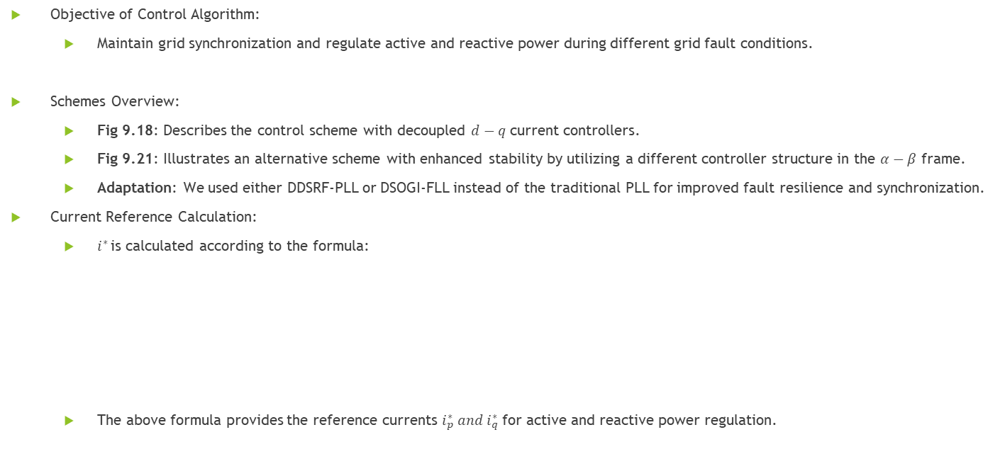 Objective of Control Algorithm:
Maintain grid synchronization and regulate active and reactive power during different grid fault conditions.
Schemes Overview:
Fig 9.18: Describes the control scheme with decoupled d − q current controllers.
Fig 9.21: Illustrates an alternative scheme with enhanced stability by utilizing a different controller structure in the α − β frame.
Adaptation: We used either DDSRF-PLL or DSOGI-FLL instead of the traditional PLL for improved fault resilience and synchronization.
Current Reference Calculation:
i* is calculated according to the formula:
The above formula provides the reference currents i*p and i*q for active and reactive power regulation.